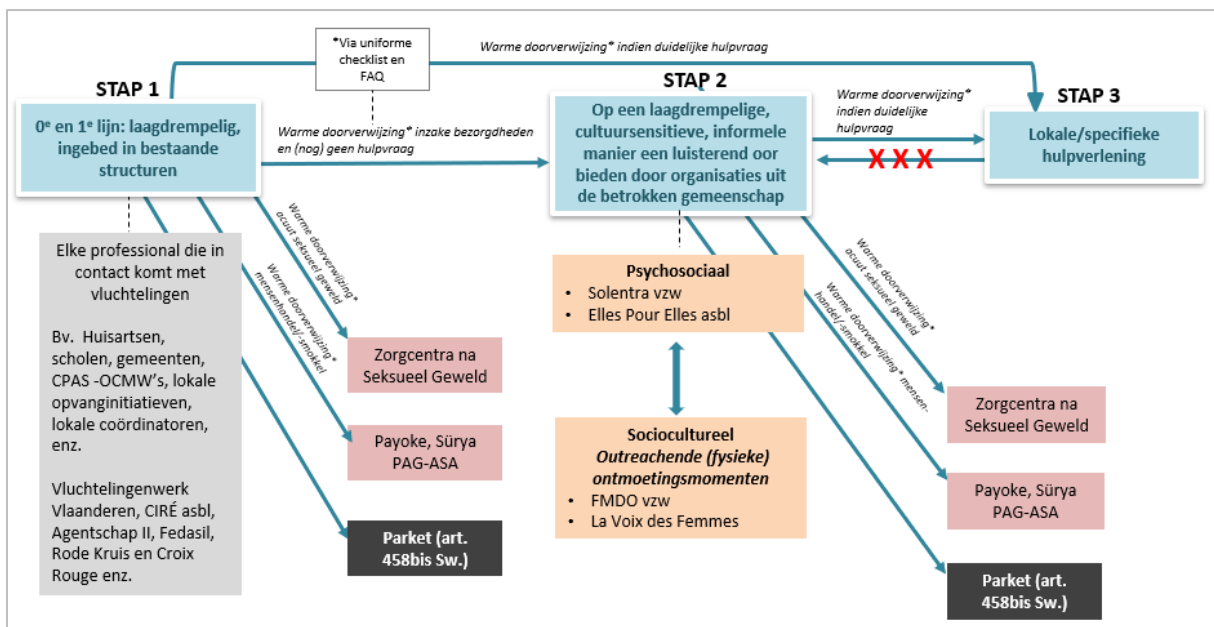 *Via uniforme
checklist en
FAQ
Warme doorverwijzing* indien duidelijke hulpvraag
STAP 1
0e en 1e lijn: laagdrempelig,
ingebed in bestaande
structuren
Warme doorverwijzing* inzake bezorgdheden
en (nog) geen hulpvraag
STAP 2
Op een laagdrempelige,
cultuursensitieve, informele
manier een luisterend oor
bieden door organisaties uit
de betrokken gemeenschap
Warme doorverwijzing*
indien duidelijke
hulpvraag
X X X
STAP 3
Lokale/specifieke
hulpverlening
Elke professional die in
contact komt met
vluchtelingen
Bv. Huisartsen,
scholen, gemeenten,
CPAS -OCMW's, lokale
opvanginitiatieven,
lokale coördinatoren,
enz.
Vluchtelingenwerk
Vlaanderen, CIRÉ asbl,
Agentschap II, Fedasil,
Rode Kruis en Croix
Rouge enz.
Warme doorverwijzing*
acuut seksueel geweld
Warme doorverwijzing*
mensenhandel/-smokkel
Zorgcentra na
Seksueel Geweld
Payoke, Sürya
PAG-ASA
Parket (art.
458bis Sw.)
Psychosociaal
• Solentra vzw
• Elles Pour Elles asbl
Sociocultureel
Outreachende (fysieke)
ontmoetingsmomenten
• FMDO vzw
• La Voix des Femmes
Warme doorverwijzing*
acuut seksueel geweld
Warme doorverwijzing* mensen-
handel/-smokkel
Zorgcentra na
Seksueel Geweld
Payoke, Sürya
PAG-ASA
Parket (art.
458bis Sw.)